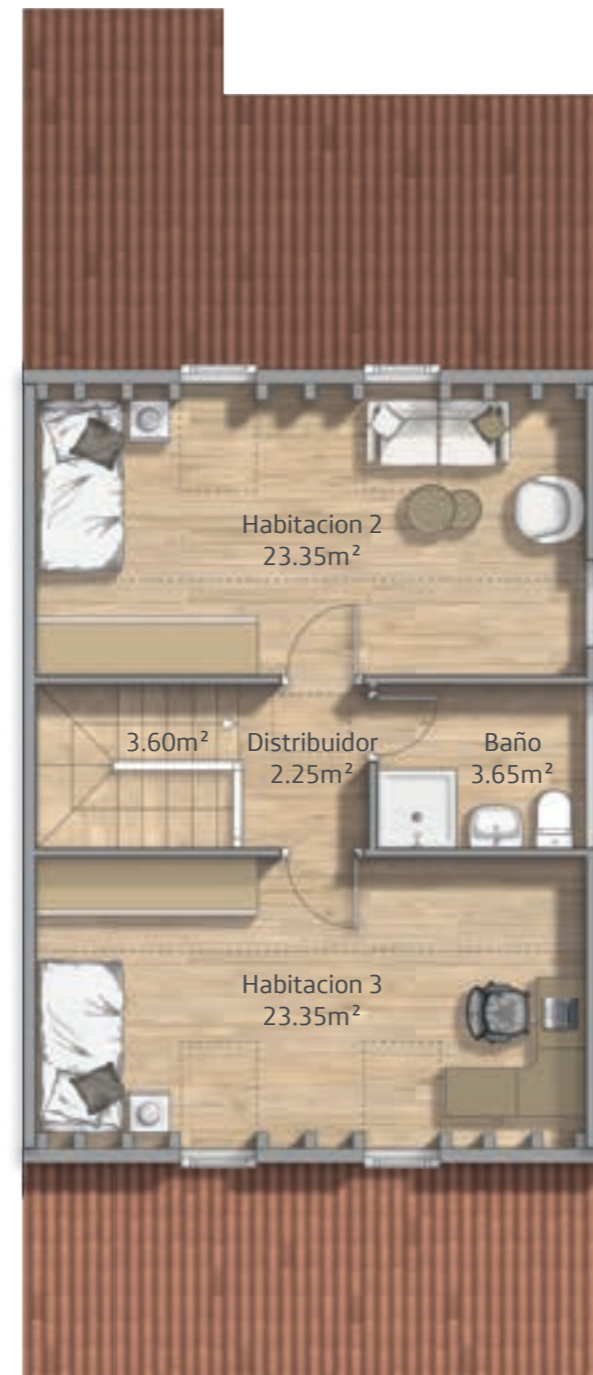 Habitacion 2
23.35m²
3.60m²
Distribuidor
2.25m²
Baño
3.65m²
Habitacion 3
23.35m²